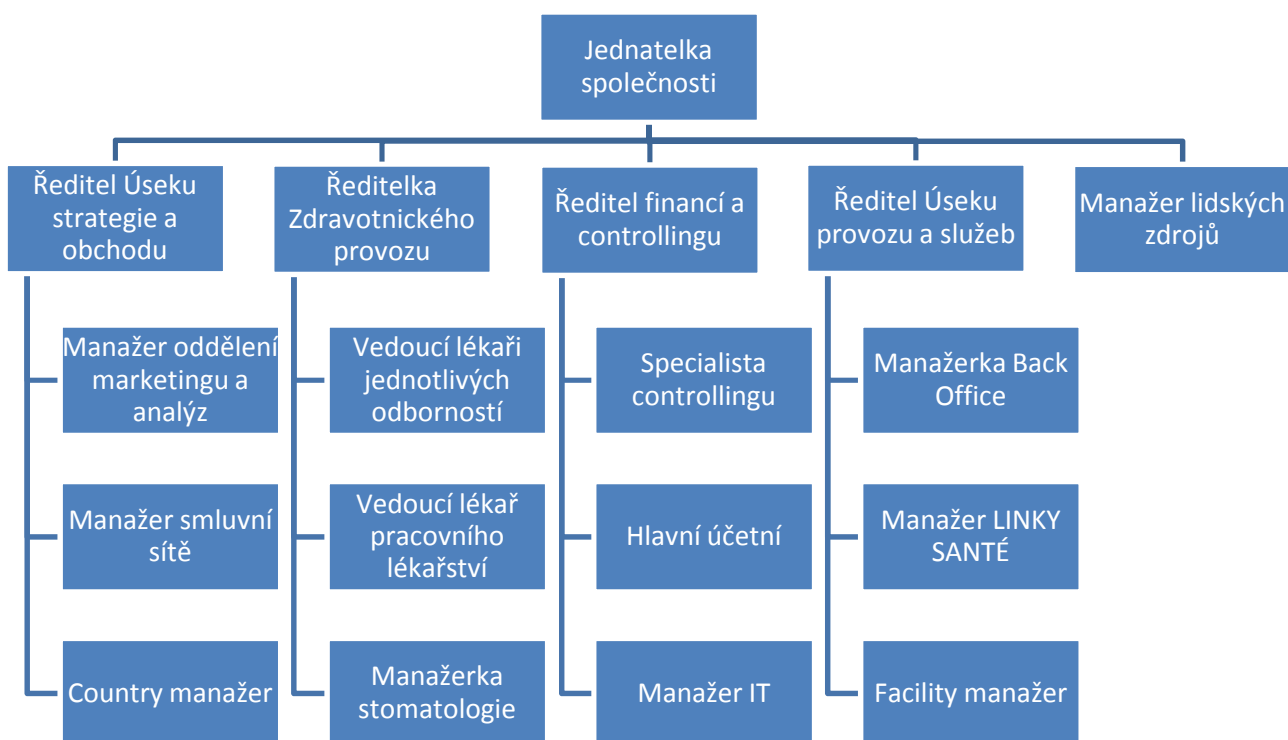 Jednatelka
společnosti
Ředitel Úseku
strategie a
obchodu
Ředitelka
Zdravotnického
provozu
Ředitel financí a
controllingu
Ředitel Úseku
provozu a služeb
Manažer lidských
zdrojů
Manažer oddělení
marketingu a
analýz
Vedoucí lékaři
jednotlivých
odborností
Specialista
controllingu
Manažerka Back
Office
Manažer smluvní
sítě
Vedoucí lékař
pracovního
lékařství
Hlavní účetní
Manažer LINKY
SANTÉ
Country manažer
Manažerka
stomatologie
Manažer IT
Facility manažer